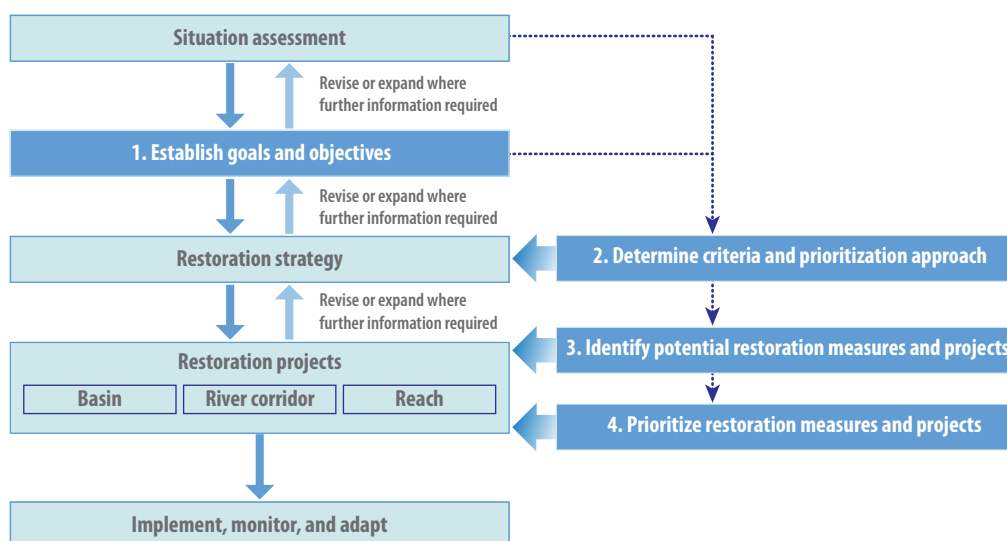 Situation assessment
Revise or expand where
further information required
1. Establish goals and objectives
Revise or expand where
further information required
Restoration strategy
2. Determine criteria and prioritization approach
Revise or expand where
further information required
3. Identify potential restoration measures and projects
Restoration projects
Basin
River corridor
Reach
4. Prioritize restoration measures and projects
Implement, monitor, and adapt